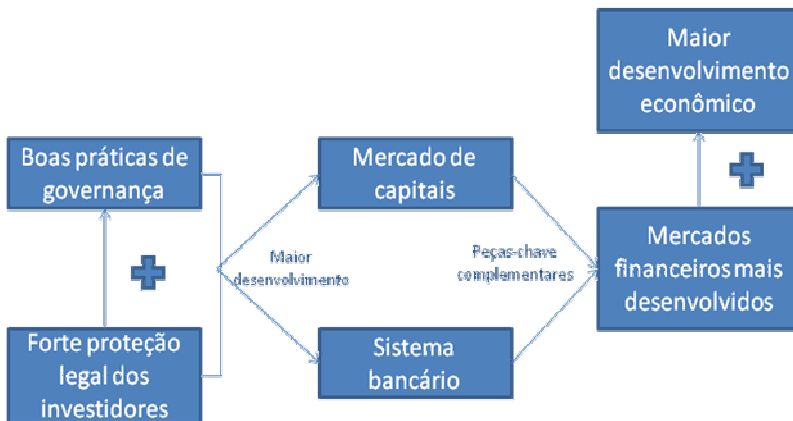 Maior
desenvolvimento
econômico
Boas práticas de
governança
Mercado de
capitais
Maior
desenvolvimento
Peças-chave
complementares
Mercados
financeiros mais
desenvolvidos
Forte proteção
legal dos
investidores
Sistema
bancário